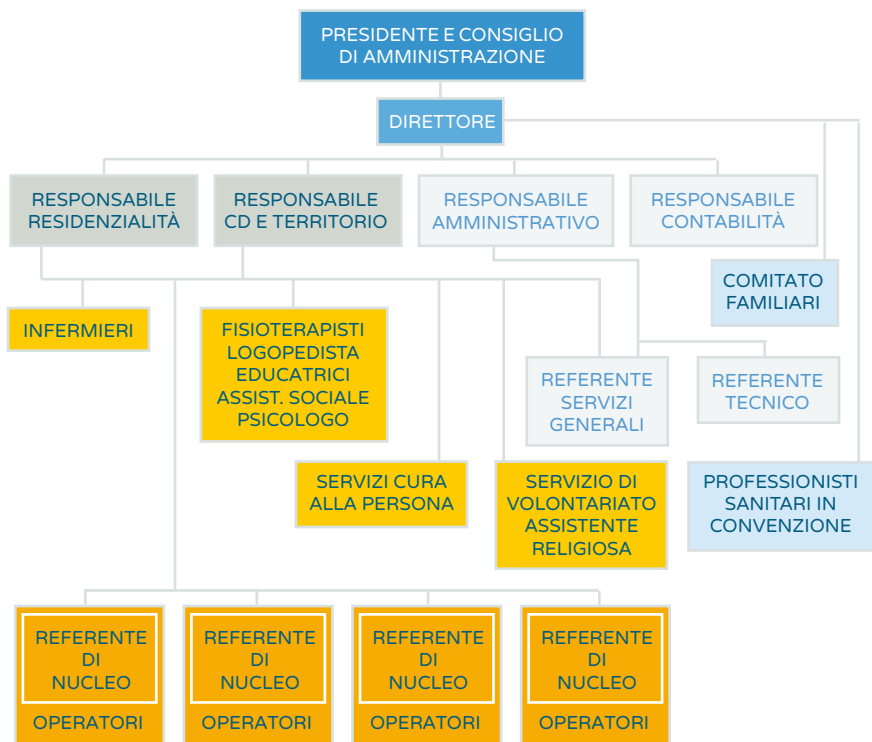 PRESIDENTE E CONSIGLIO
DI AMMINISTRAZIONE
DIRETTORE
RESPONSABILE
RESIDENZIALITÀ
RESPONSABILE
CD E TERRITORIO
RESPONSABILE
AMMINISTRATIVO
RESPONSABILE
CONTABILITÀ
COMITATO
FAMILIARI
INFERMIERI
FISIOTERAPISTI
LOGOPEDISTA
EDUCATRICI
ASSIST. SOCIALE
PSICOLOGO
REFERENTE
SERVIZI
GENERALI
REFERENTE
TECNICO
SERVIZI CURA
ALLA PERSONA
SERVIZIO DI
VOLONTARIATO
ASSISTENTE
RELIGIOSA
PROFESSIONISTI
SANITARI IN
CONVENZIONE
REFERENTE
DI
NUCLEO
OPERATORI
REFERENTE
DI
NUCLEO
OPERATORI
REFERENTE
DI
NUCLEO
OPERATORI
REFERENTE
DI
NUCLEO
OPERATORI